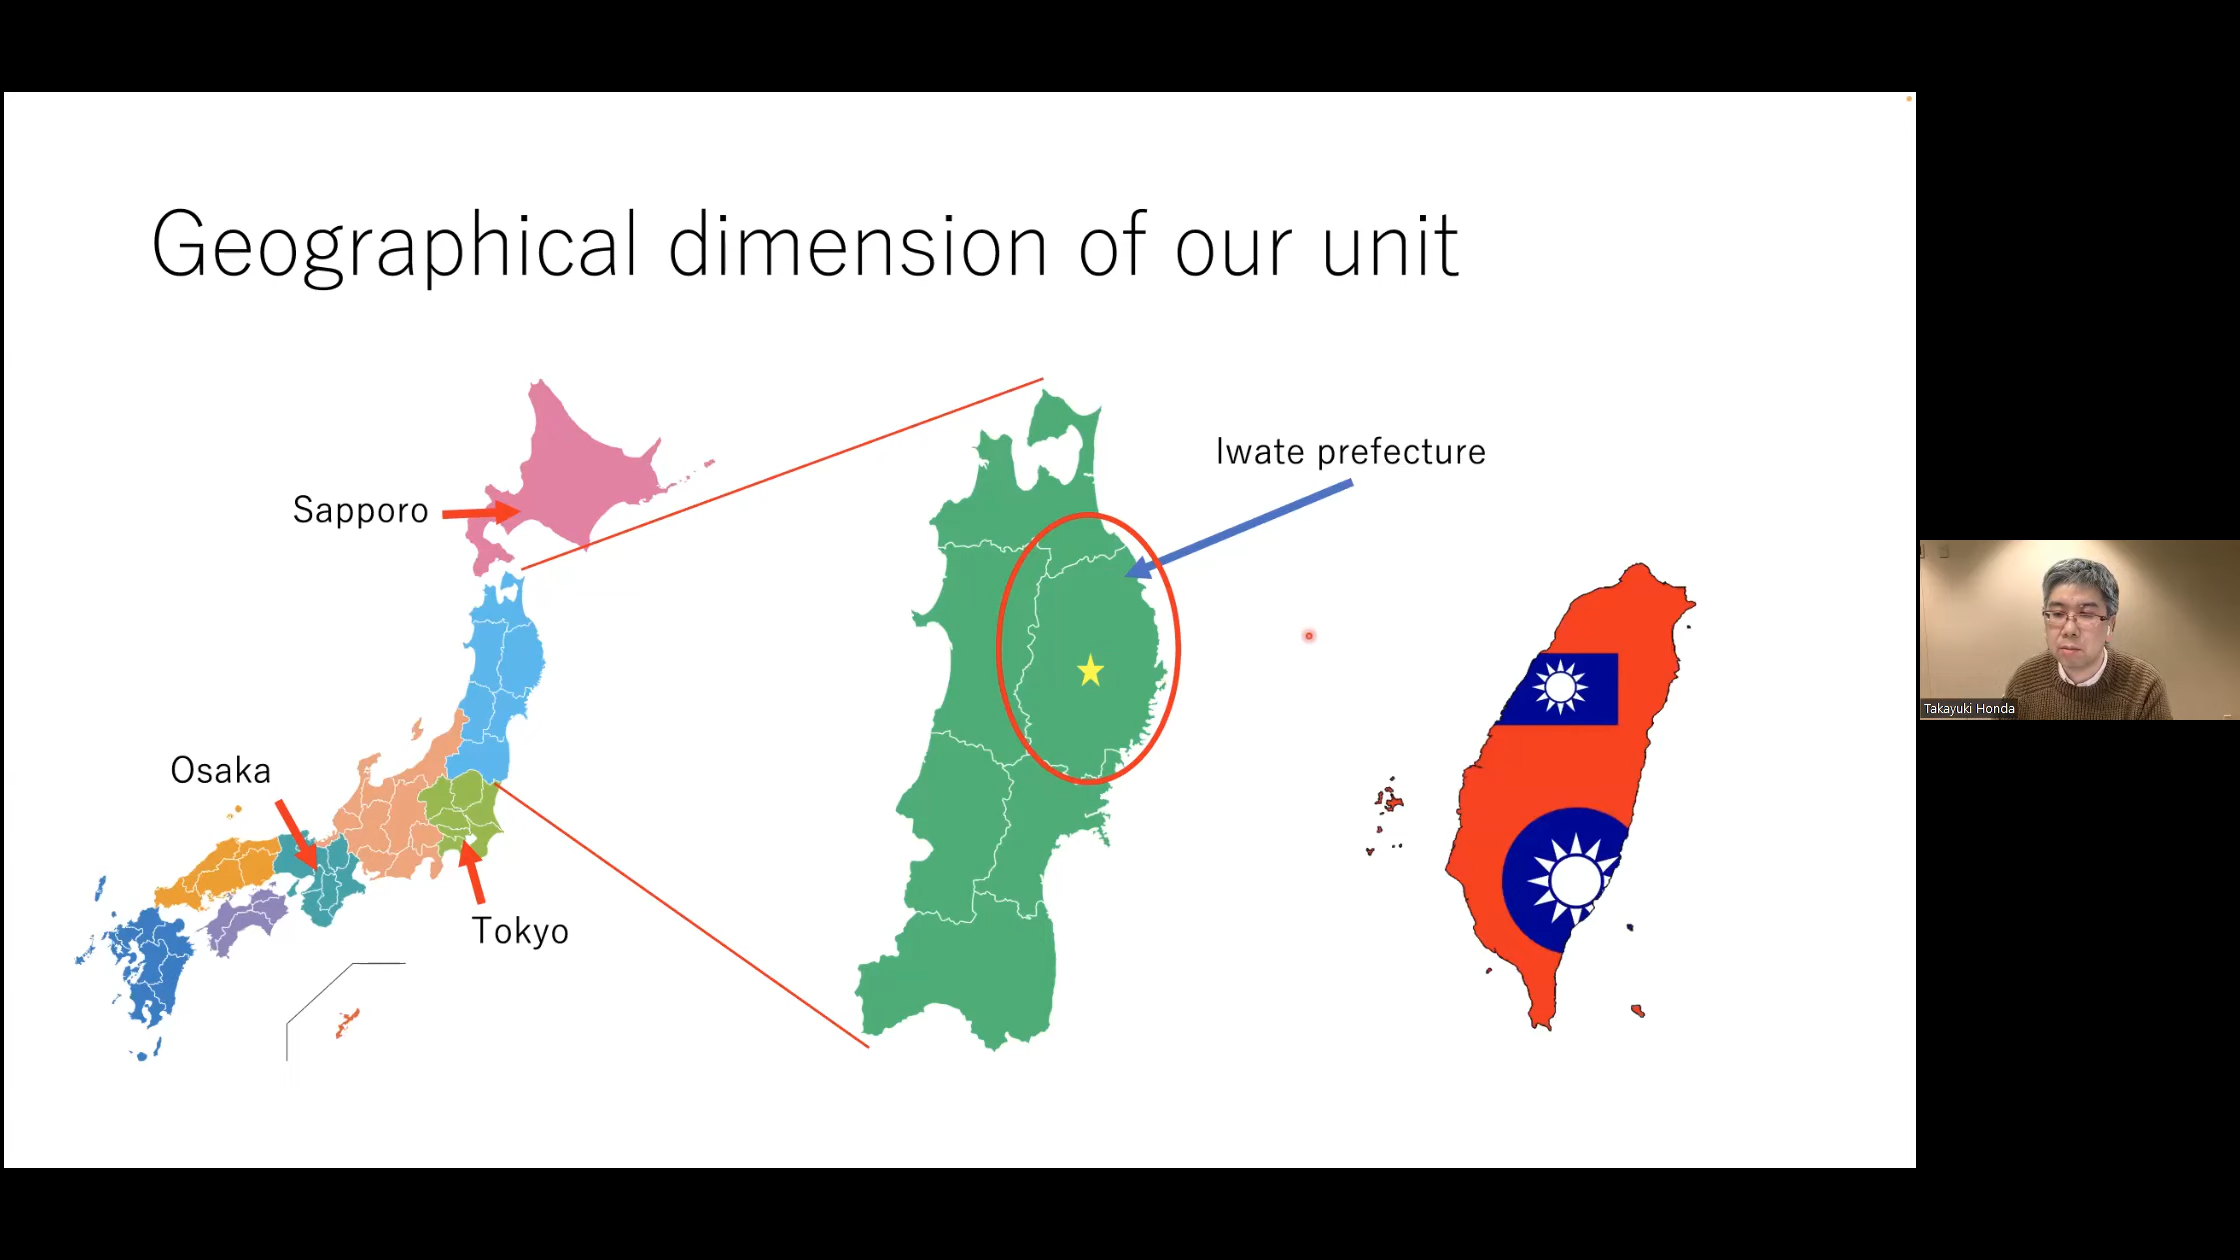 Geographical dimension of our unit
Iwate prefecture
Sapporo
Osaka
Tokyo
Takayuki Honda